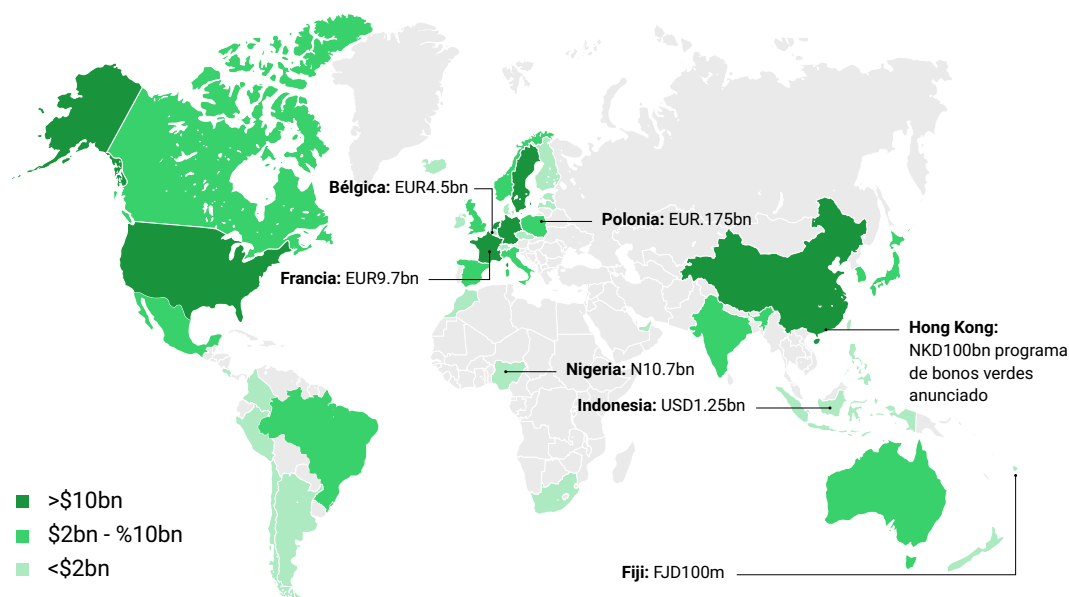 Bélgica: EUR4.5bn
Polonia: EUR.175bn
Francia: EUR9.7bn
Hong Kong:
NKD100bn programa
de bonos verdes
anunciado
Nigeria: N10.7bn
Indonesia: USD1.25bn
>$10bn
$2bn - %10bn
<$2bn
Fiji: FJD100m